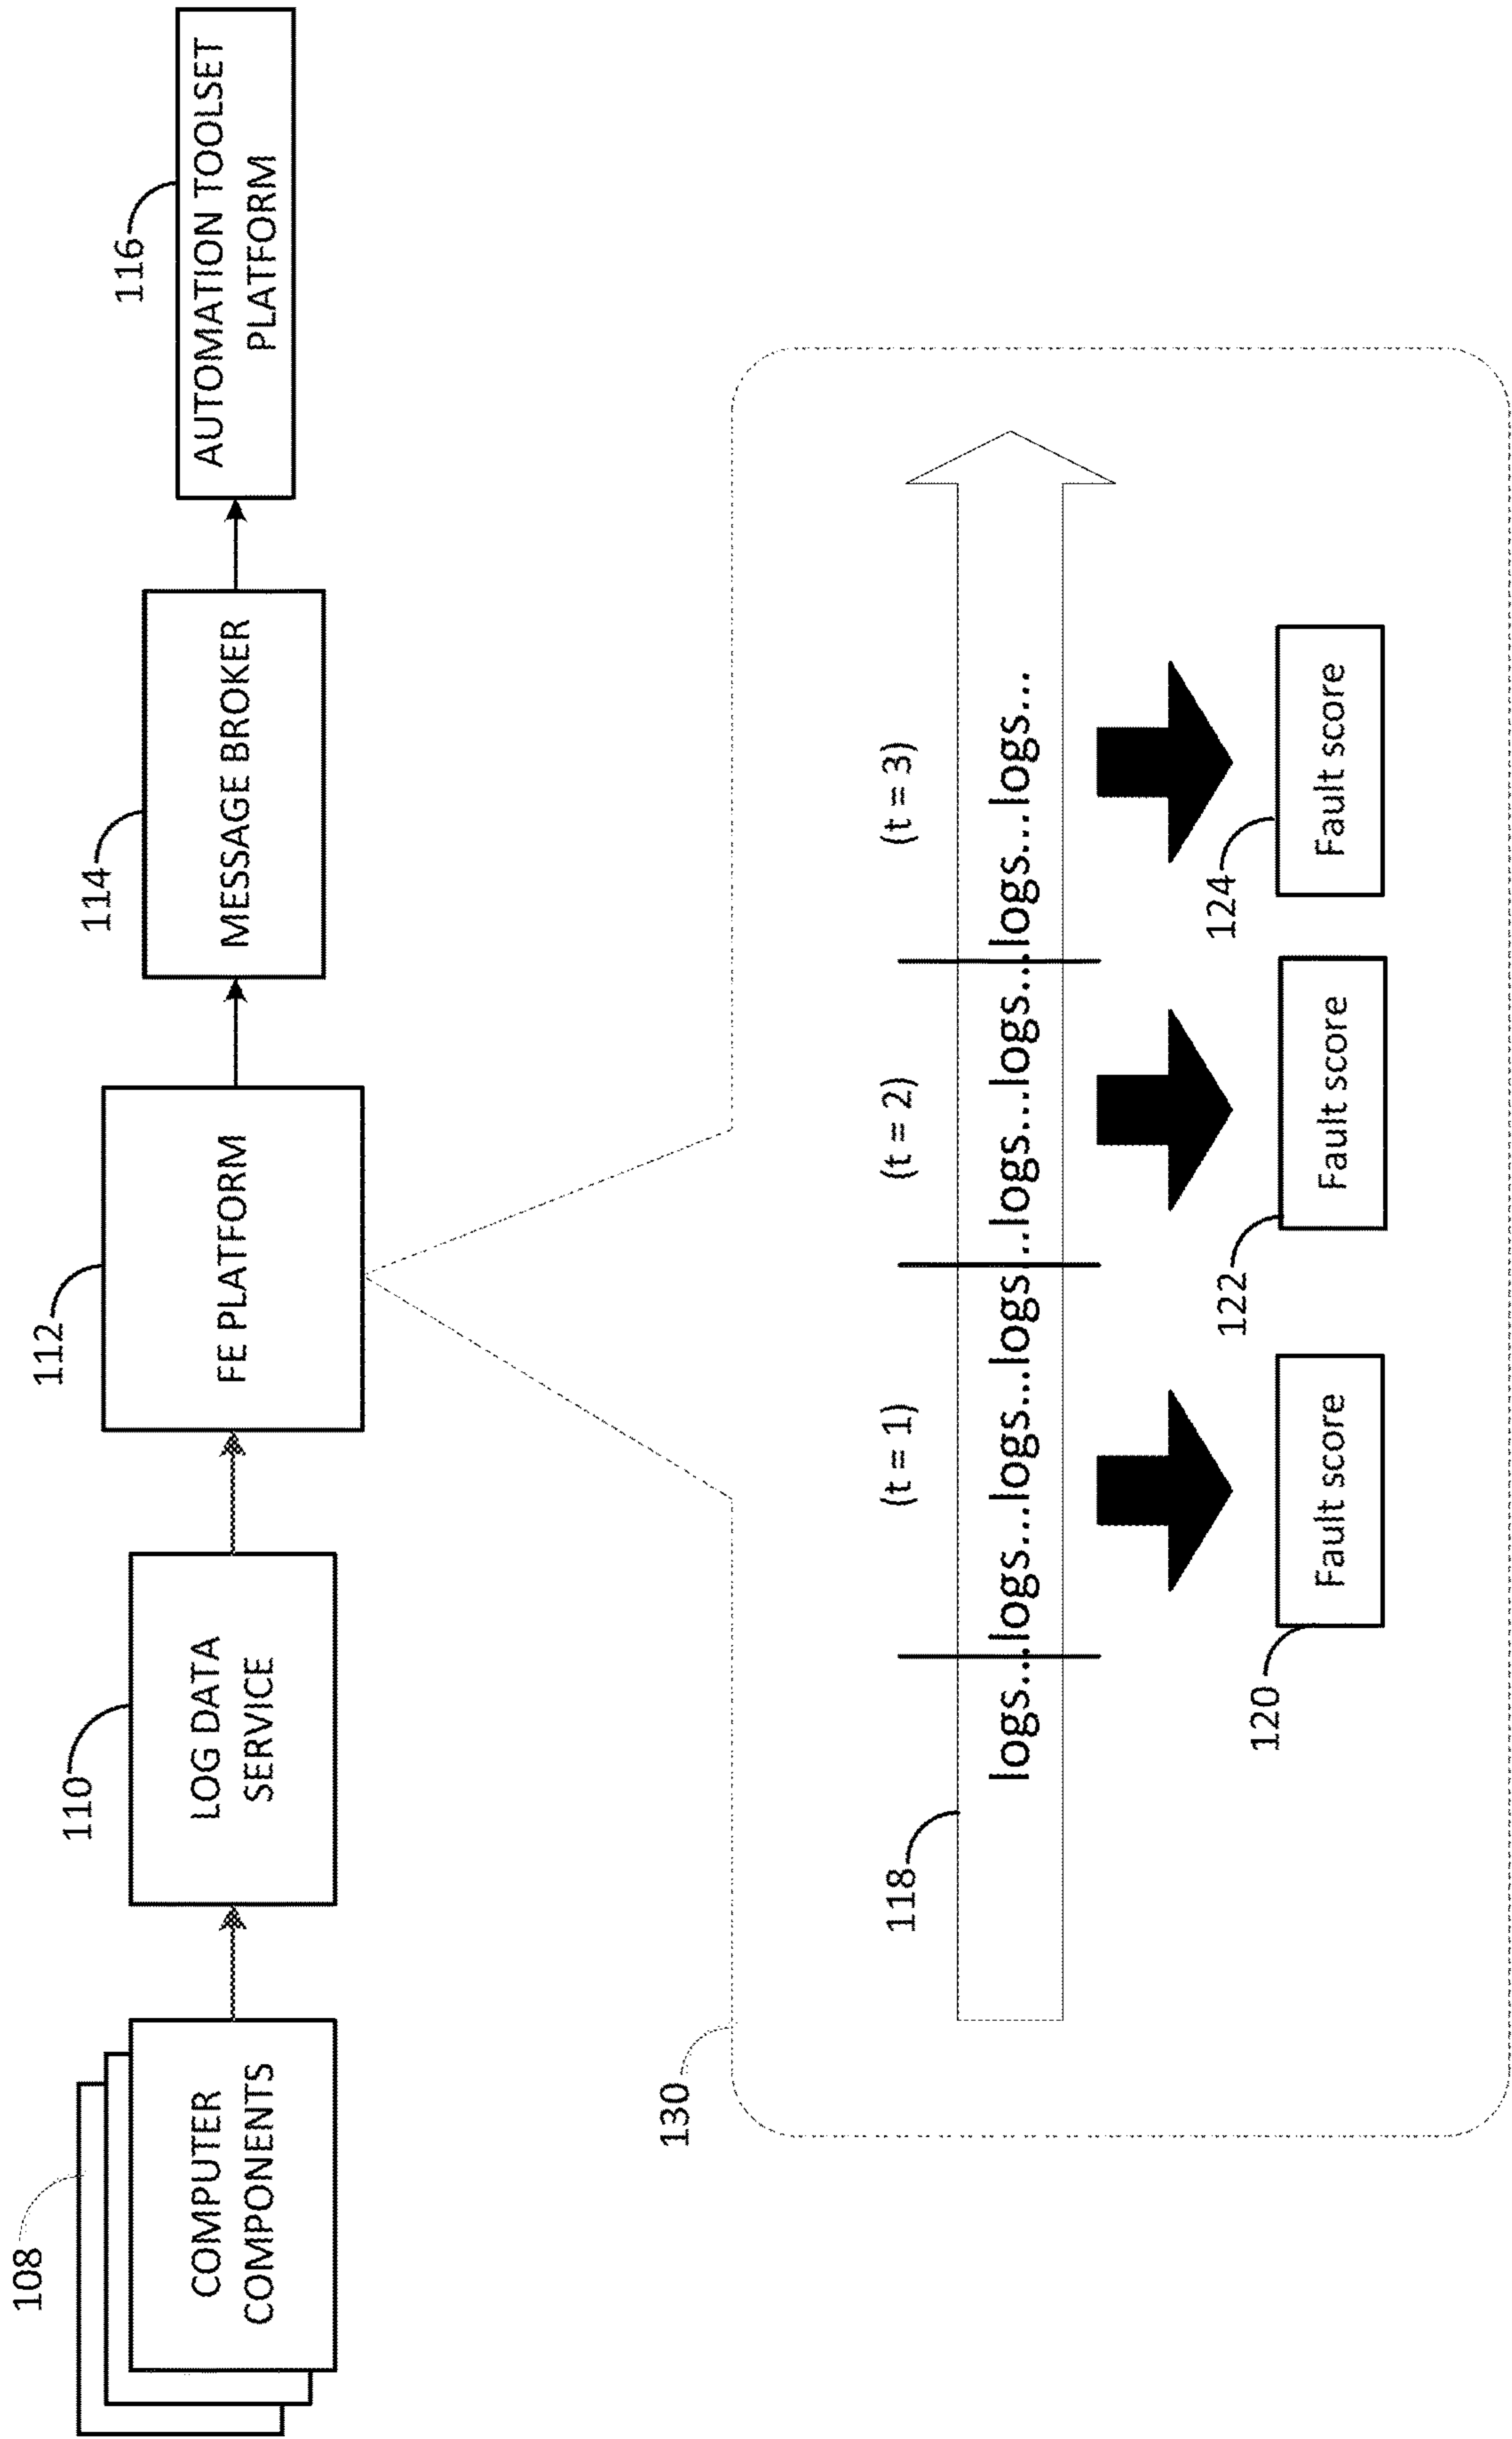 108
COMPUTER
COMPONENTS
110
LOG DATA
SERVICE
112
FE PLATFORM
114
MESSAGE BROKER
116
AUTOMATION TOOLSET
PLATFORM
130
118
(t = 1)
(t = 2)
(t = 3)
logs...logs...logs...logs...logs...logs...logs...logs...logs...
120
Fault score
122
Fault score
124
Fault score